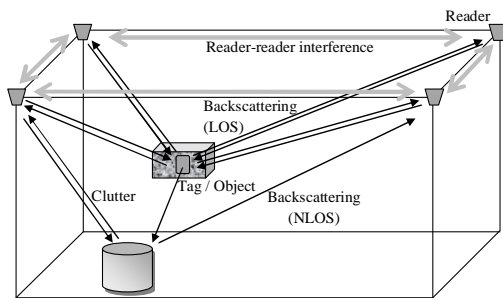 Reader
Reader-reader interference
Backscattering
(LOS)
Tag / Object
Clutter
Backscattering
(NLOS)